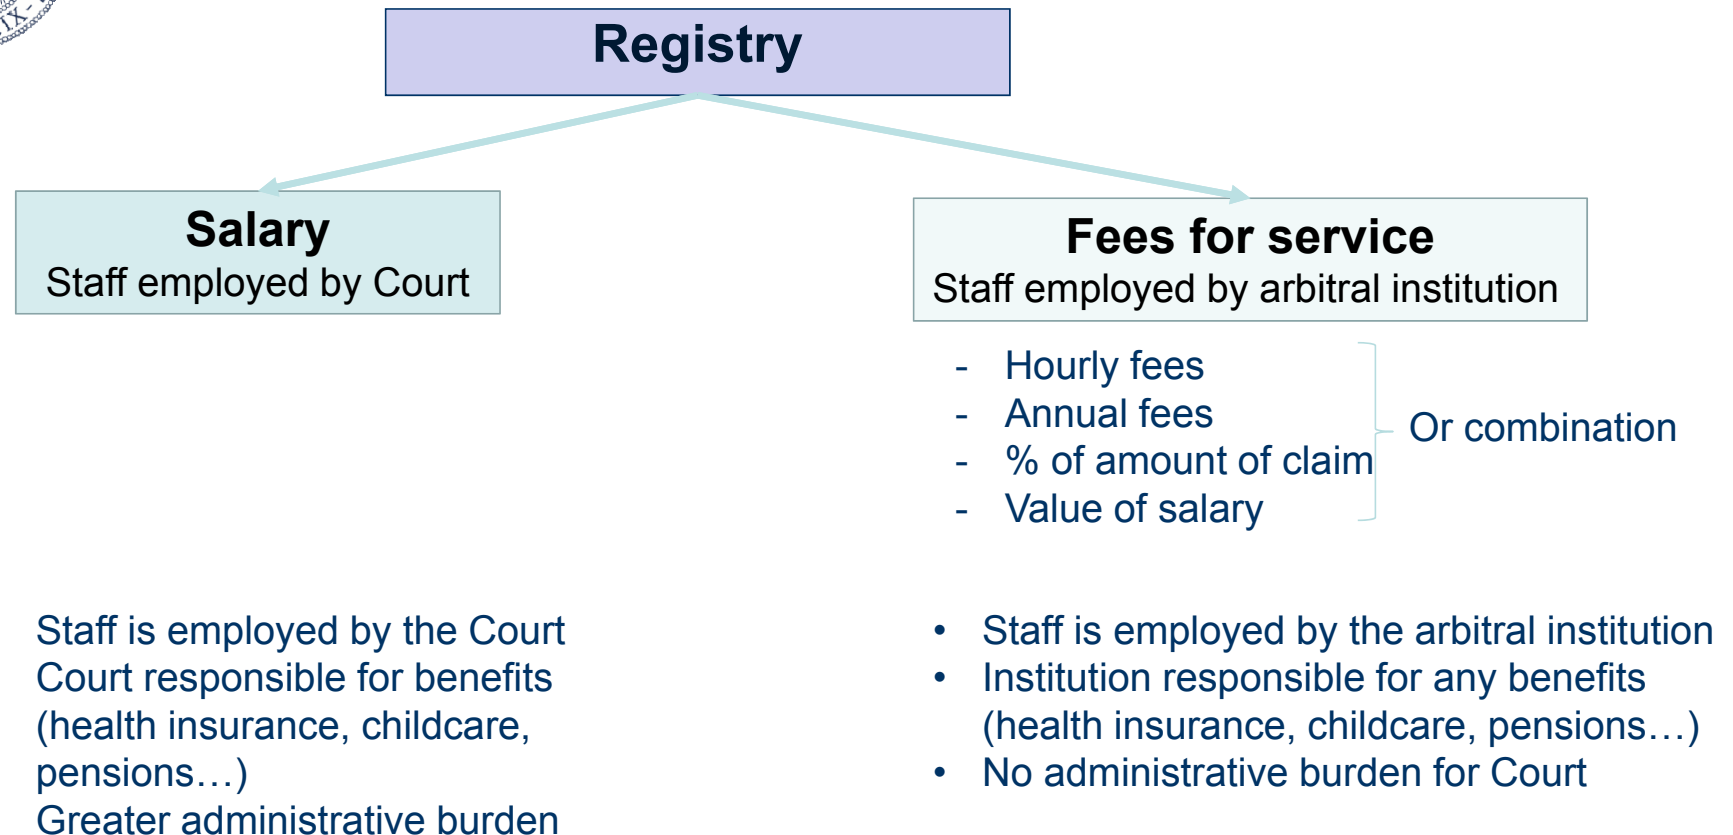 Registry
Salary
Staff employed by Court
Fees for service
Staff employed by arbitral institution
- Hourly fees
- Annual fees
- % of amount of claim
- Value of salary
Or combination
Staff is employed by the Court
Court responsible for benefits
(health insurance, childcare,
pensions…)
Greater administrative burden
• Staff is employed by the arbitral institution
• Institution responsible for any benefits
(health insurance, childcare, pensions…)
• No administrative burden for Court